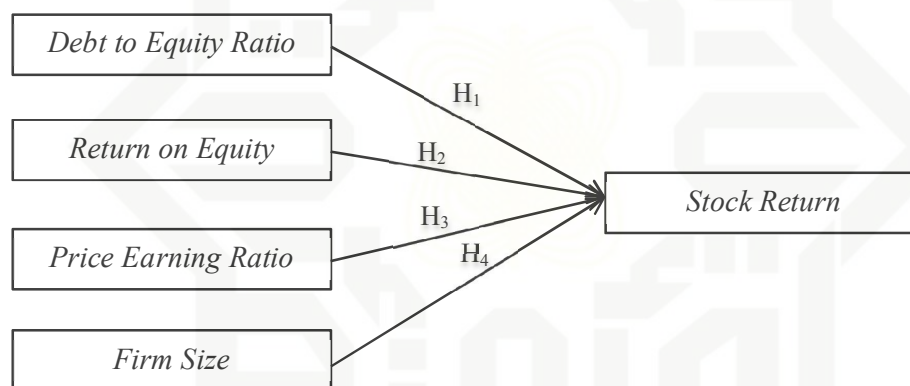 Debt to Equity Ratio
H₁
Return on Equity
H₂
Stock Return
H₃
Price Earning Ratio
H₄
Firm Size